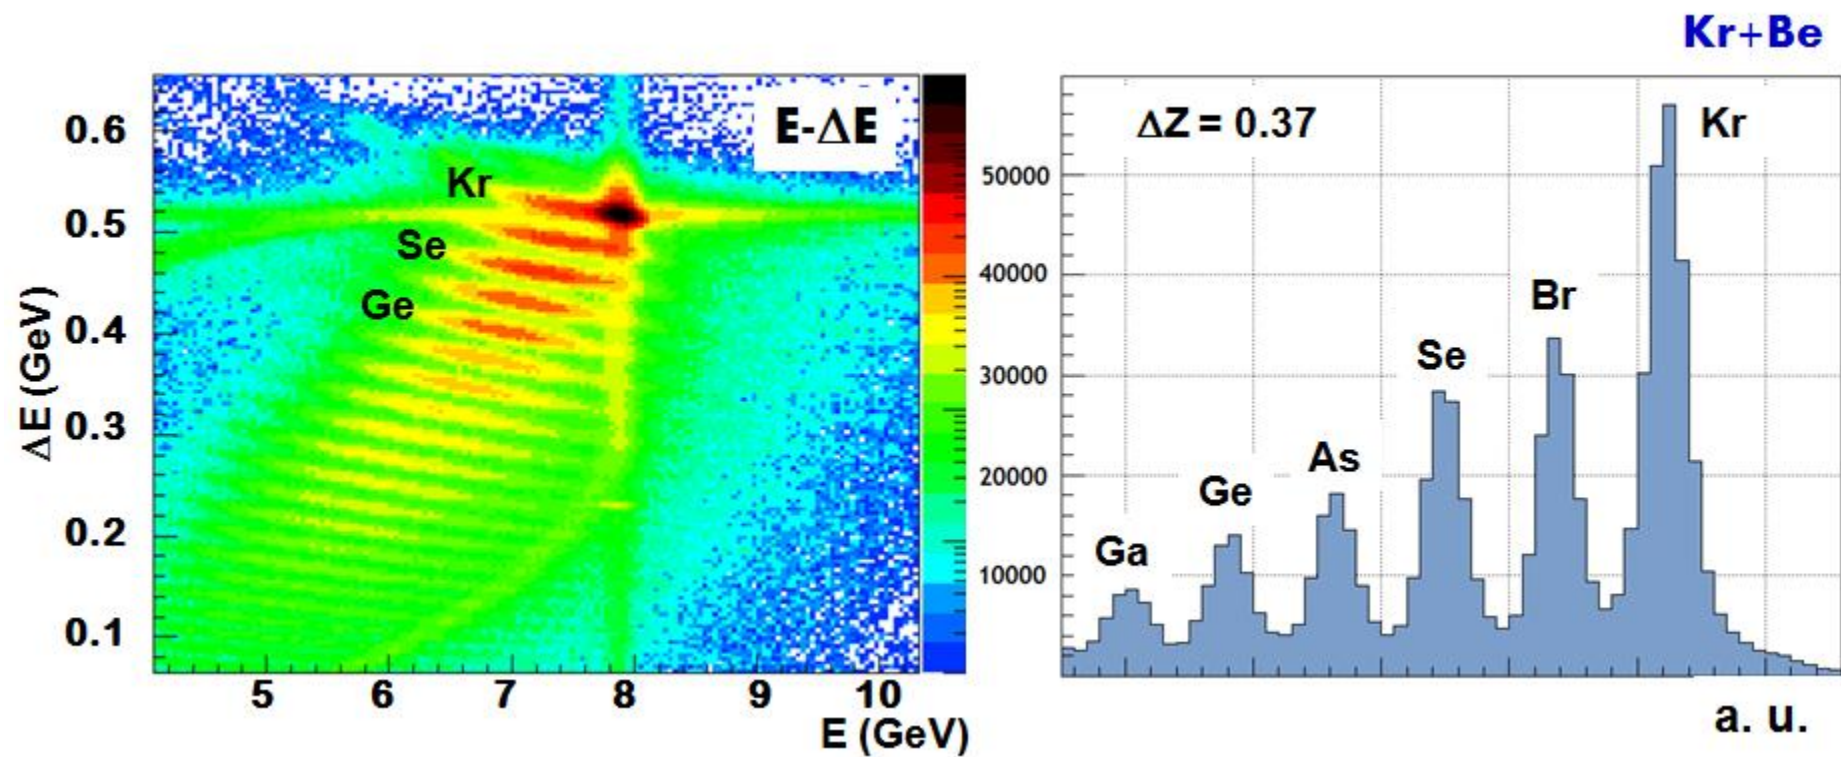 Kr+Be
E-ΔE
Kr
Se
Ge
0.6
0.5
0.4
0.3
0.2
0.1
ΔE (GeV)
5 6 7 8 9 10
E (GeV)
ΔZ = 0.37
Kr
Br
Se
As
Ge
Ga
50000
40000
30000
20000
10000
a. u.